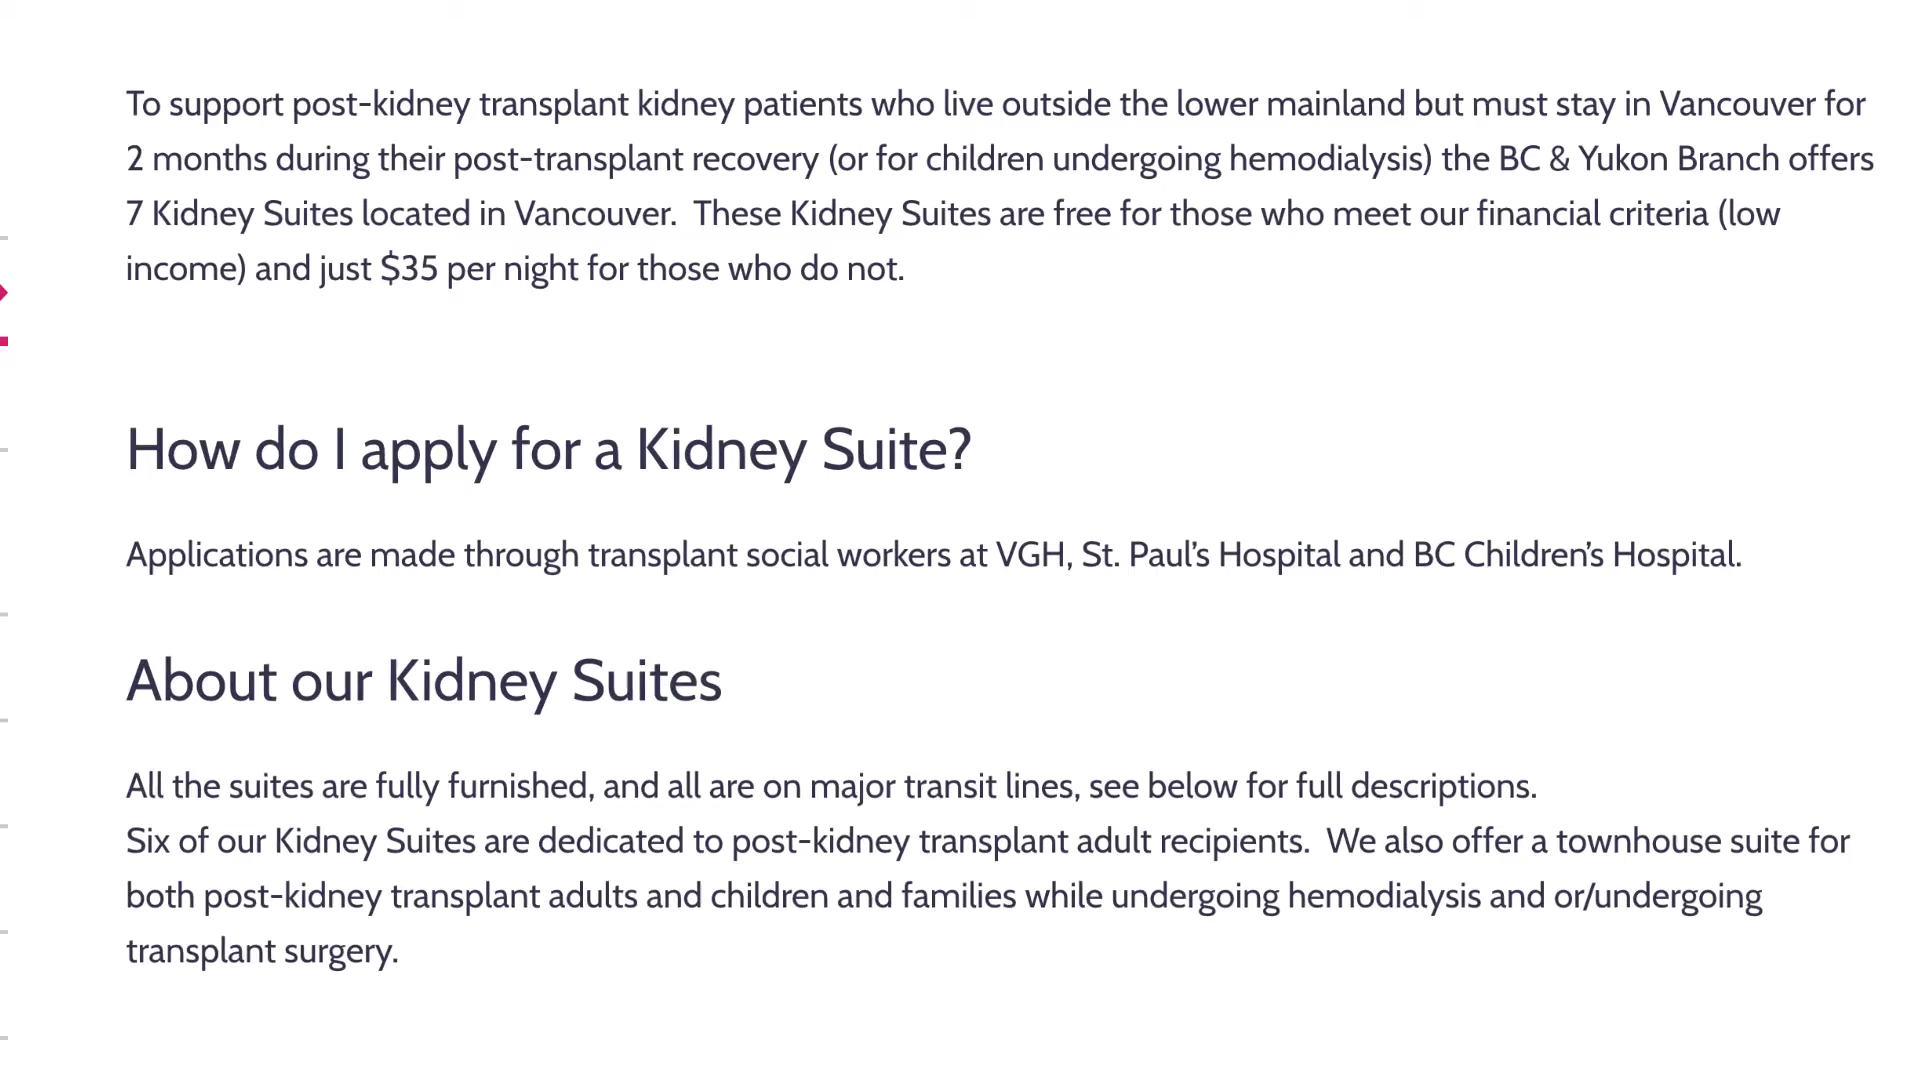 To support post-kidney transplant kidney patients who live outside the lower mainland but must stay in Vancouver for
2 months during their post-transplant recovery (or for children undergoing hemodialysis) the BC & Yukon Branch offers
7 Kidney Suites located in Vancouver.  These Kidney Suites are free for those who meet our financial criteria (low
income) and just $35 per night for those who do not.
How do I apply for a Kidney Suite?
Applications are made through transplant social workers at VGH, St. Paul's Hospital and BC Children's Hospital.
About our Kidney Suites
All the suites are fully furnished, and all are on major transit lines, see below for full descriptions.
Six of our Kidney Suites are dedicated to post-kidney transplant adult recipients.  We also offer a townhouse suite for
both post-kidney transplant adults and children and families while undergoing hemodialysis and or/undergoing
transplant surgery.